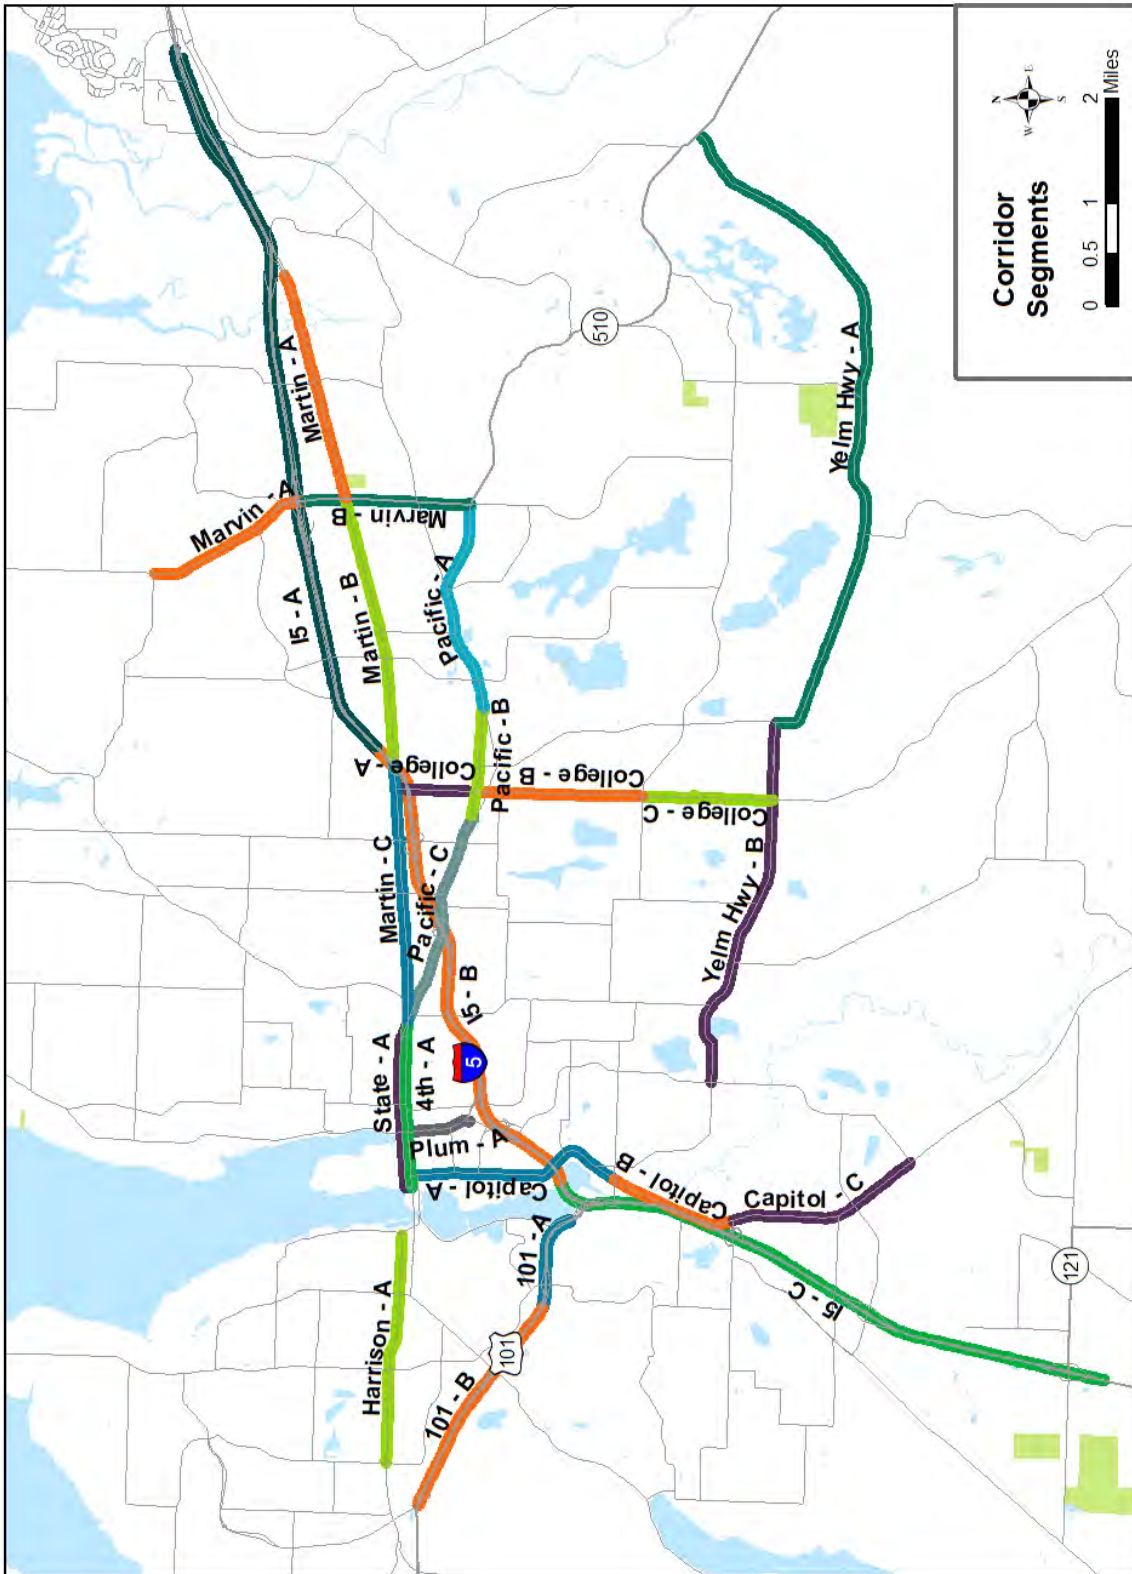 Harrison - A
101 - B
101
101 - A
State - A
4th - A
Plum - A
Capitol - A
Capitol - B
Capitol - C
I5 - C
121
5
I5 - B
Martin - C
Pacific - C
College - A
College - B
College - C
Pacific - B
Pacific - A
Martin - B
I5 - A
Marvin - A
Marvin - B
Martin - A
510
Yelm Hwy - B
Yelm Hwy - A
Corridor
Segments
N
W
E
S
0 0.5 1 2
Miles